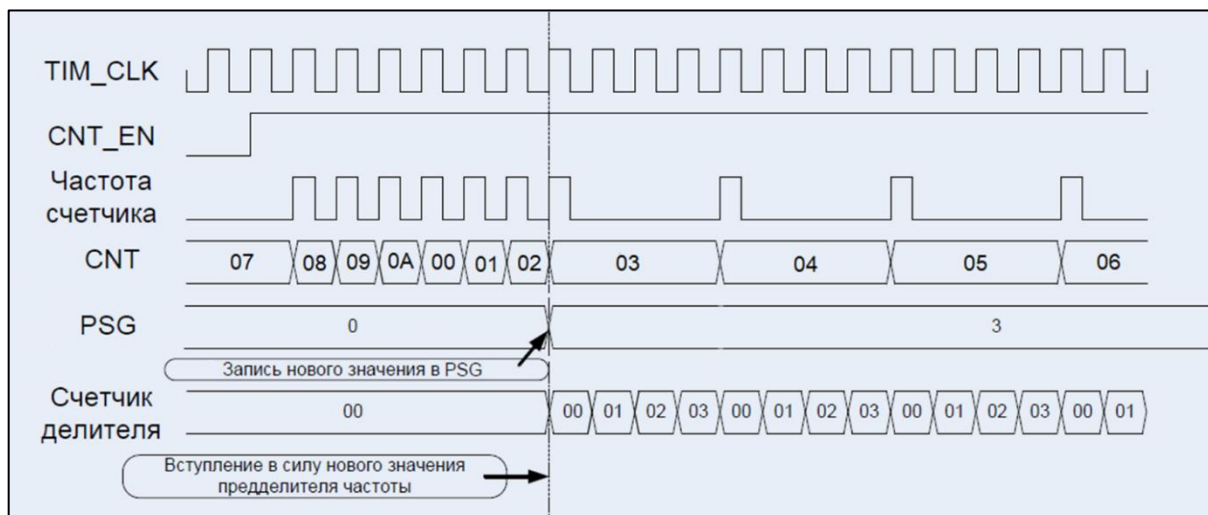 TIM_CLK
CNT_EN
Частота
счетчика
CNT 07 08 09 0A 00 01 02 03 04 05 06
PSG 0 3
Запись нового значения в PSG
Счетчик
делителя 00 00 01 02 03 00 01 02 03 00 01 02 03 00 01
Вступление в силу нового значения
предделителя частоты